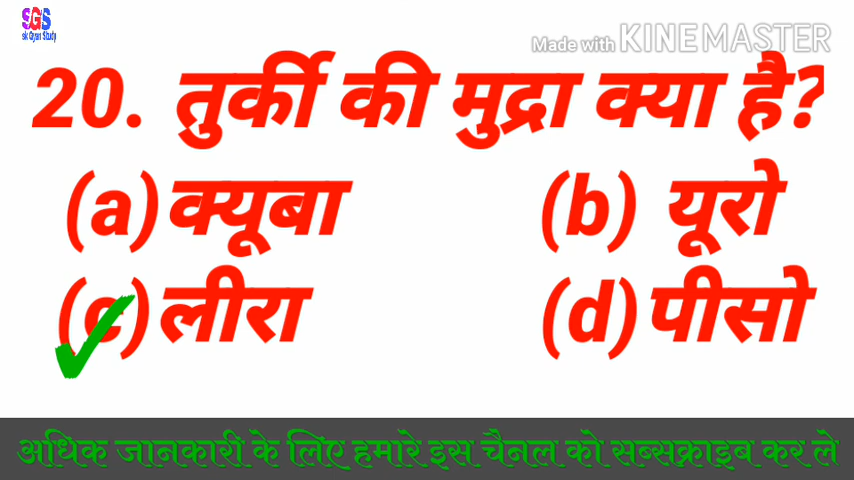 SGS
sk Gyan Study
Made with KINEMASTER
20. तुर्की की मुद्रा क्या है?
(a) क्यूबा (b) यूरो
(c) लीरा (d) पीसो
अधिक जानकारी के लिए हमारे इस चैनल को सब्सक्राइब कर ले